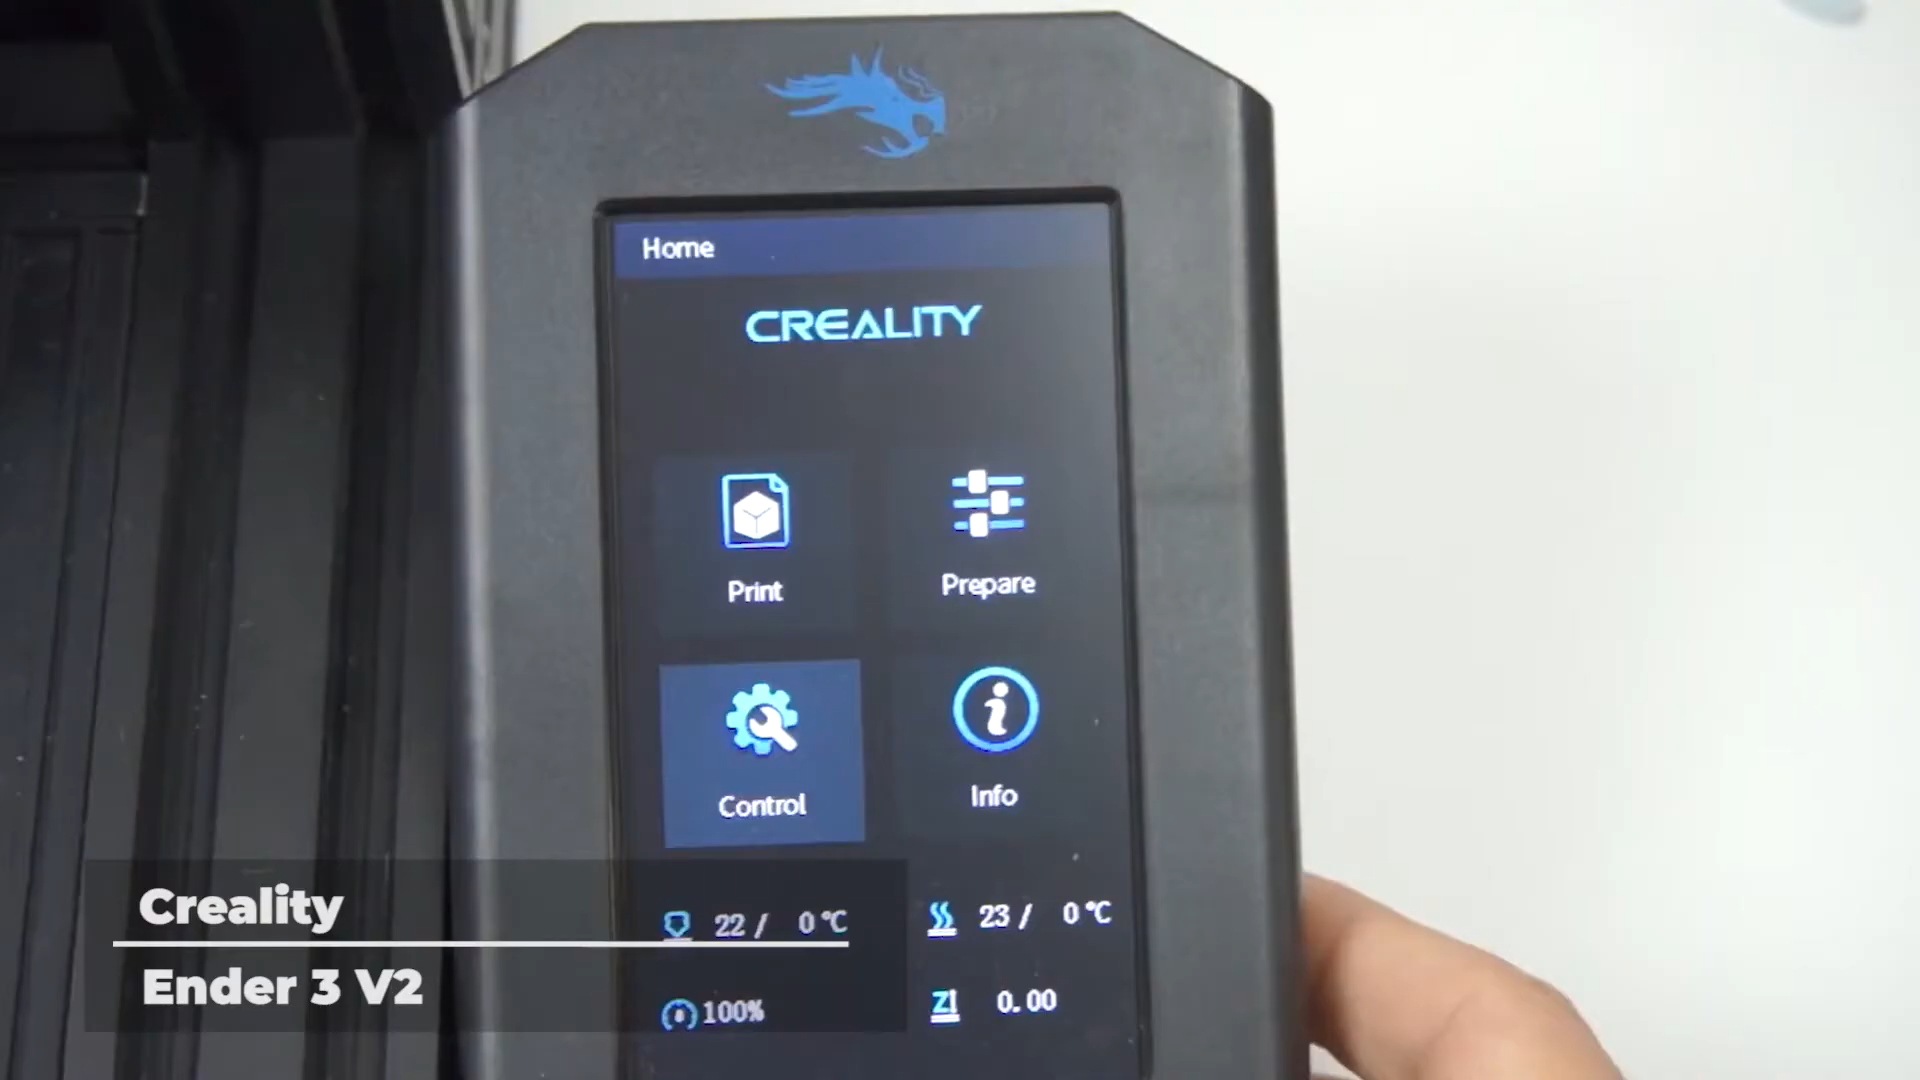 Home
CREALITY
Print Prepare
Control Info
22 / 0 °C 23 / 0 °C
100% Z 0.00
Creality
Ender 3 V2